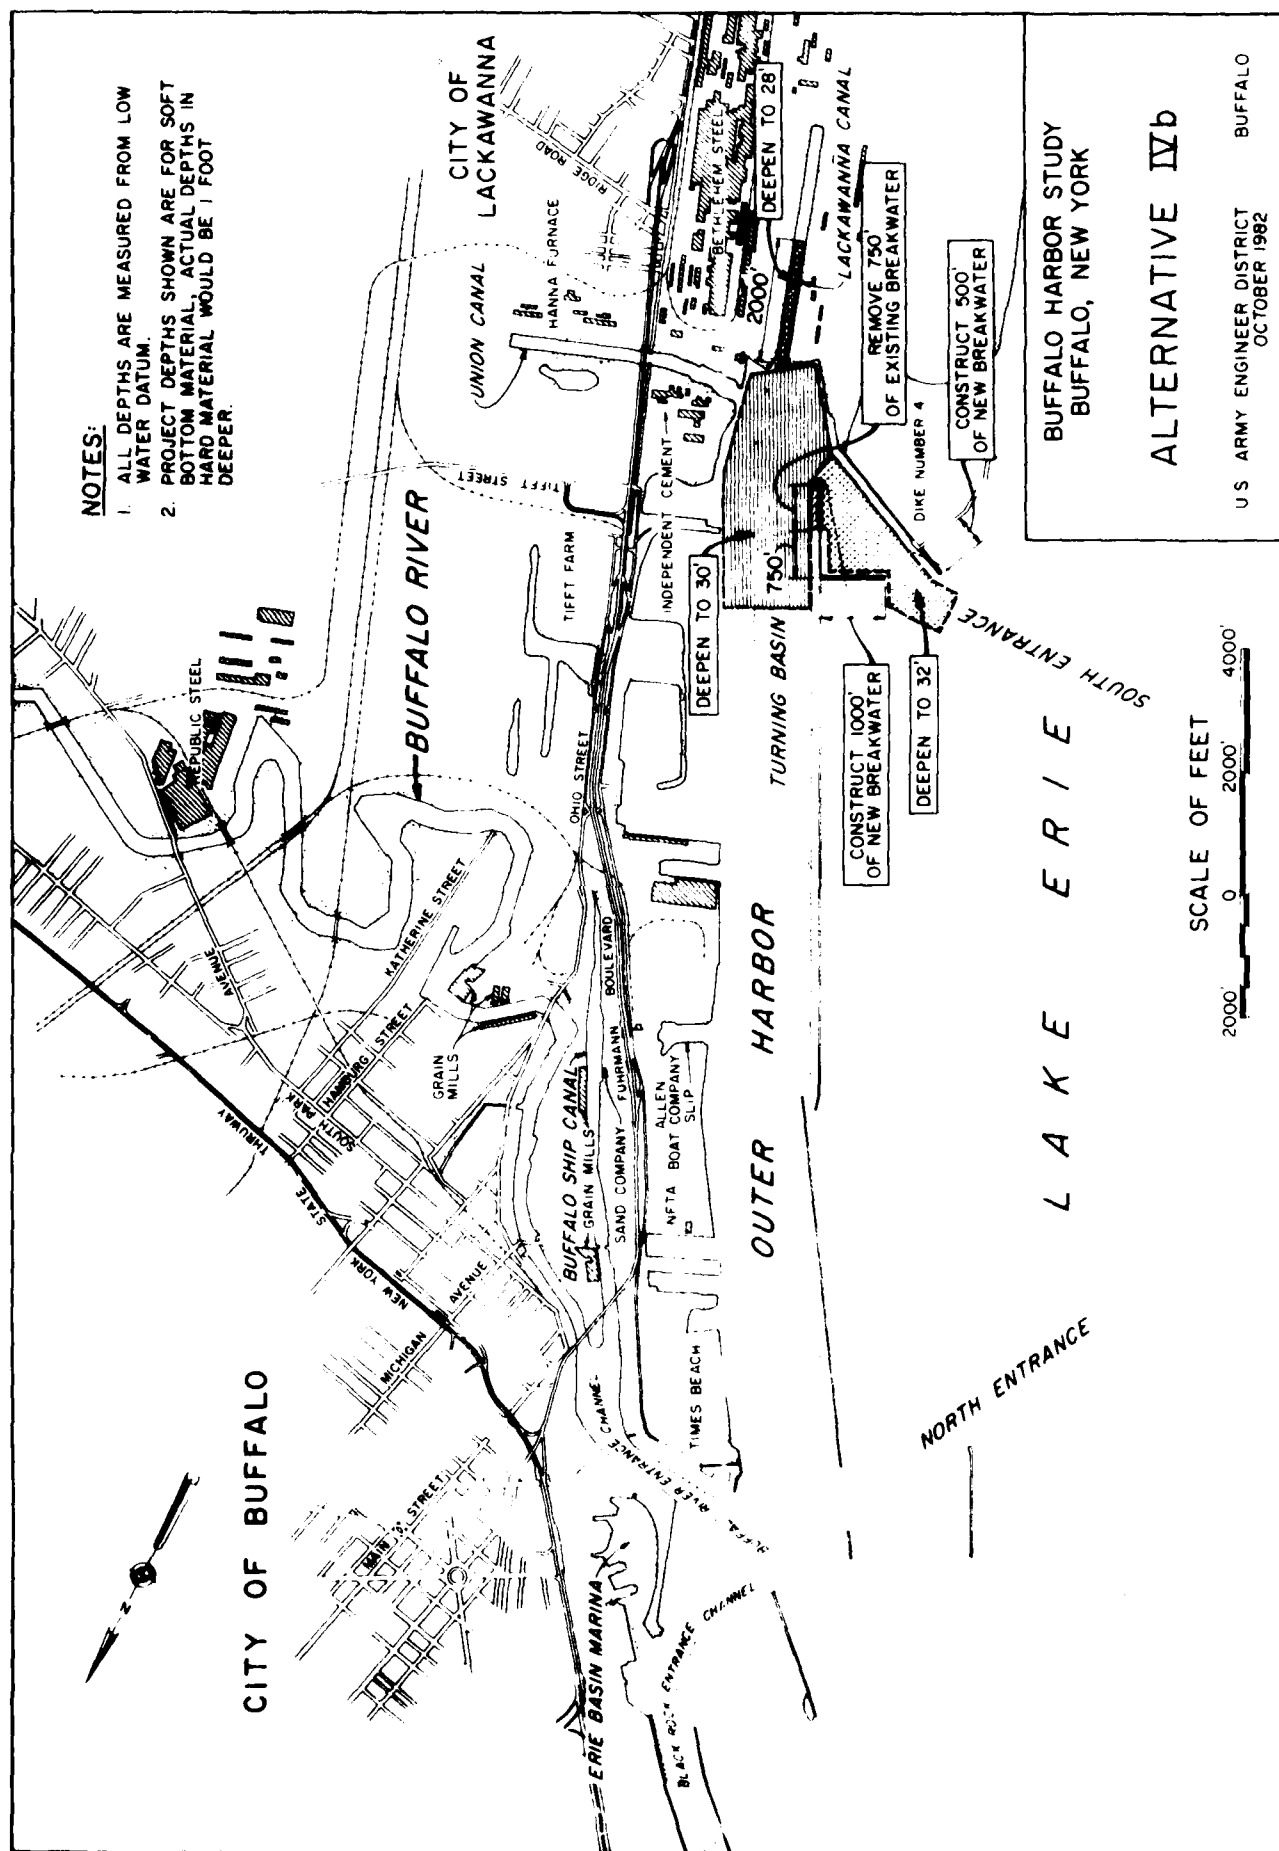 NOTES:
1. ALL DEPTHS ARE MEASURED FROM LOW
WATER DATUM.
2. PROJECT DEPTHS SHOWN ARE FOR SOFT
BOTTOM MATERIAL, ACTUAL DEPTHS IN
HARD MATERIAL WOULD BE 1 FOOT
DEEPER.
CITY OF
LACKAWANNA
RIDGE ROAD
UNION CANAL
HANNA FURNACE
BETHLEHEM STEEL
DEEPEN TO 28'
2000'
LACKAWANNA CANAL
REMOVE 750'
OF EXISTING BREAKWATER
CONSTRUCT 500'
OF NEW BREAKWATER
DIKE NUMBER 4
TIFFT STREET
TIFFT FARM
INDEPENDENT CEMENT
DEEPEN TO 30'
750'
TURNING BASIN
CONSTRUCT 1000'
OF NEW BREAKWATER
DEEPEN TO 32'
SOUTH ENTRANCE
REPUBLIC STEEL
BUFFALO RIVER
OHIO STREET
KATHERINE STREET
HAMBURG STREET
SOUTH PARK
AVENUE
GRAIN
MILLS
BUFFALO SHIP CANAL
GRAIN MILLS
SAND COMPANY
FUHRMANN
BOULEVARD
ALLEN
BOAT COMPANY
SLIP
NFTA
NEW YORK
STATE
THRUWAY
MICHIGAN
AVENUE
CITY OF BUFFALO
N
MAIN
STREET
ERIE BASIN MARINA
TIMES BEACH
RIVER ENTRANCE
BLACK ROCK ENTRANCE CHANNEL
OUTER HARBOR
NORTH ENTRANCE
LAKE ERIE
SCALE OF FEET
2000' 0 2000' 4000'
BUFFALO HARBOR STUDY
BUFFALO, NEW YORK
ALTERNATIVE IVb
US ARMY ENGINEER DISTRICT BUFFALO
OCTOBER 1982